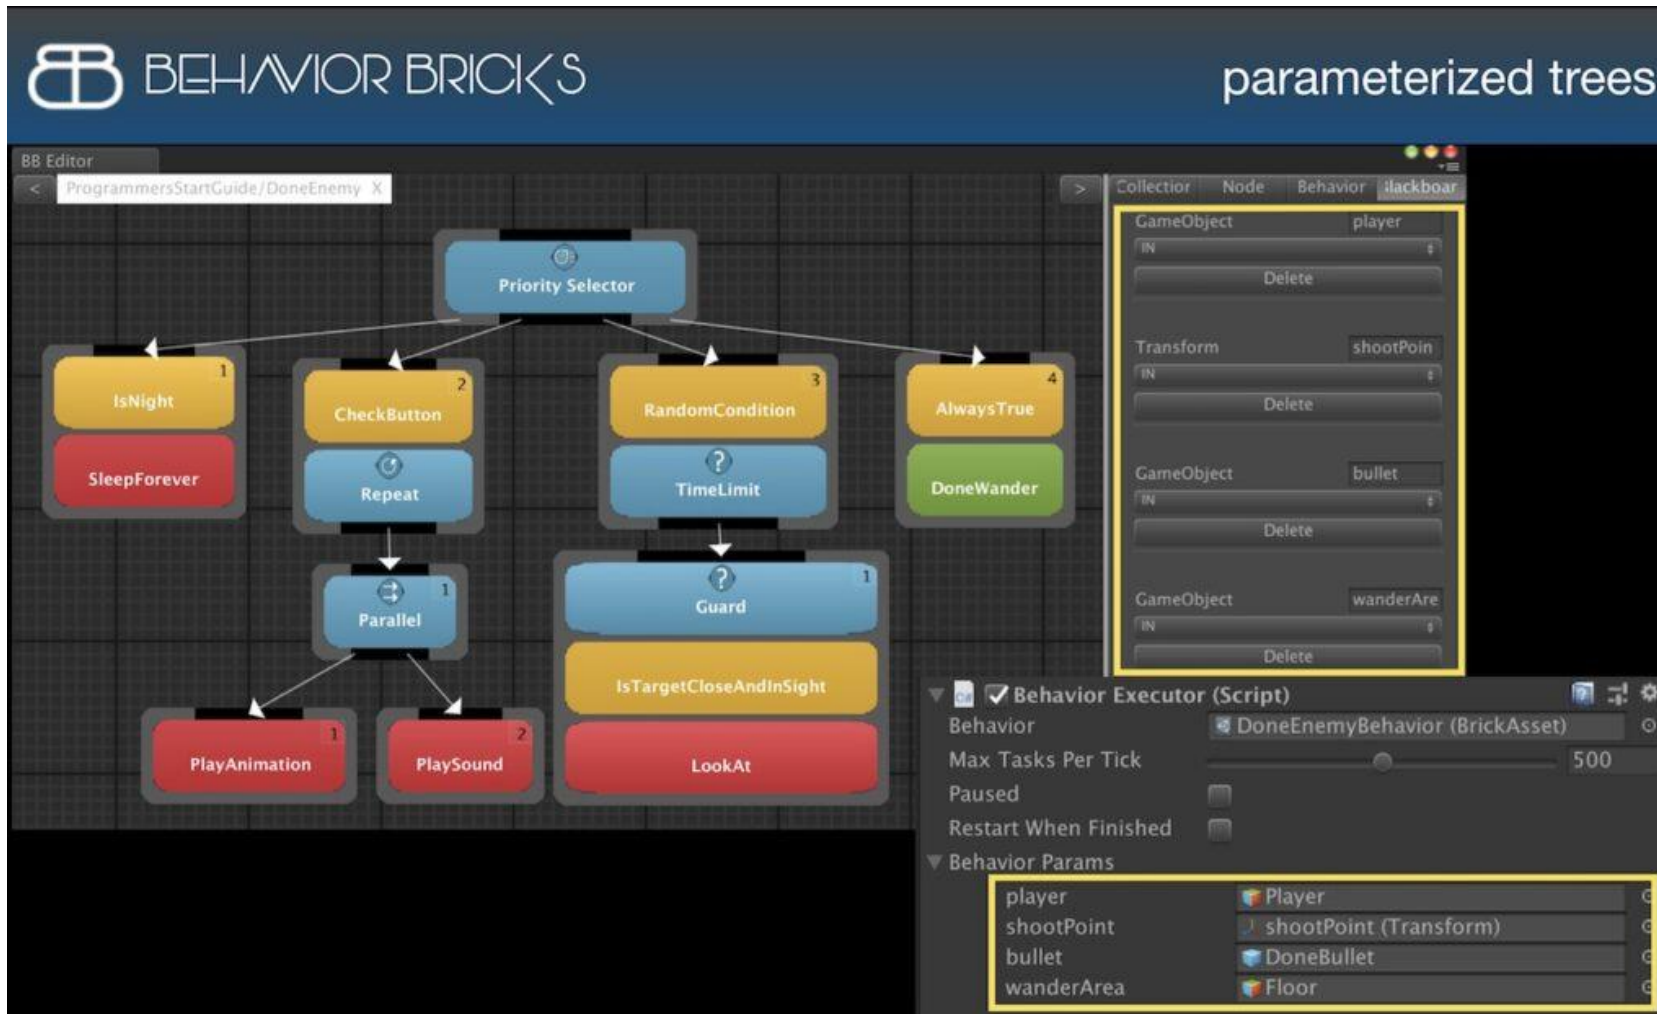 BB BEHAVIOR BRICKS
parameterized trees
BB Editor
< ProgrammersStartGuide/DoneEnemy X >
Collection Node Behavior Blackboar
Priority Selector
1
IsNight
SleepForever
2
CheckButton
Repeat
3
RandomCondition
TimeLimit
4
AlwaysTrue
DoneWander
1
Parallel
1
Guard
IsTargetCloseAndInSight
LookAt
1
PlayAnimation
2
PlaySound
GameObject player
IN
Delete
Transform shootPoin
IN
Delete
GameObject bullet
IN
Delete
GameObject wanderAre
IN
Delete
Behavior Executor (Script)
Behavior DoneEnemyBehavior (BrickAsset)
Max Tasks Per Tick 500
Paused
Restart When Finished
Behavior Params
player Player
shootPoint shootPoint (Transform)
bullet DoneBullet
wanderArea Floor